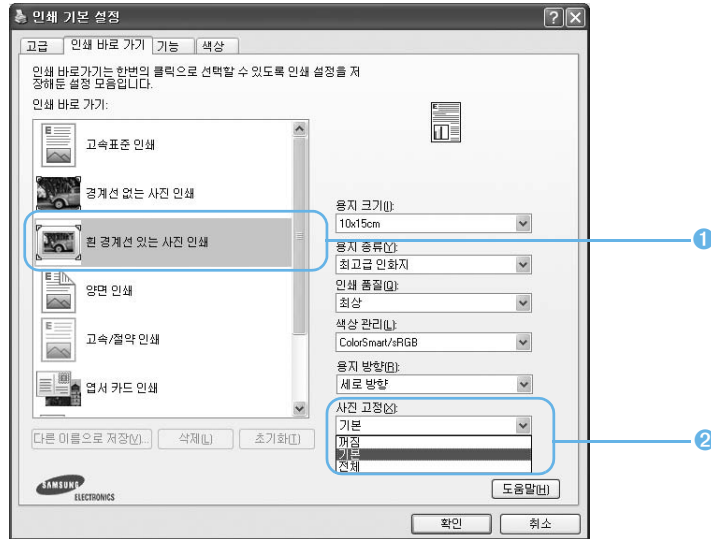 인쇄 기본 설정
고급 인쇄 바로 가기 기능 색상
인쇄 바로가기는 한번의 클릭으로 선택할 수 있도록 인쇄 설정을 저
장해둔 설정 모음입니다.
인쇄 바로 가기:
고속표준 인쇄
경계선 없는 사진 인쇄
흰 경계선 있는 사진 인쇄
양면 인쇄
고속/절약 인쇄
엽서 카드 인쇄
다른 이름으로 저장(V)... 삭제(L) 초기화(T)
용지 크기(I):
10x15cm
용지 종류(Y):
최고급 인화지
인쇄 품질(Q):
최상
색상 관리(L):
ColorSmart/sRGB
용지 방향(R):
세로 방향
사진 고정(X):
기본
꺼짐
기본
전체
1
2
SAMSUNG
ELECTRONICS
도움말(H)
확인 취소